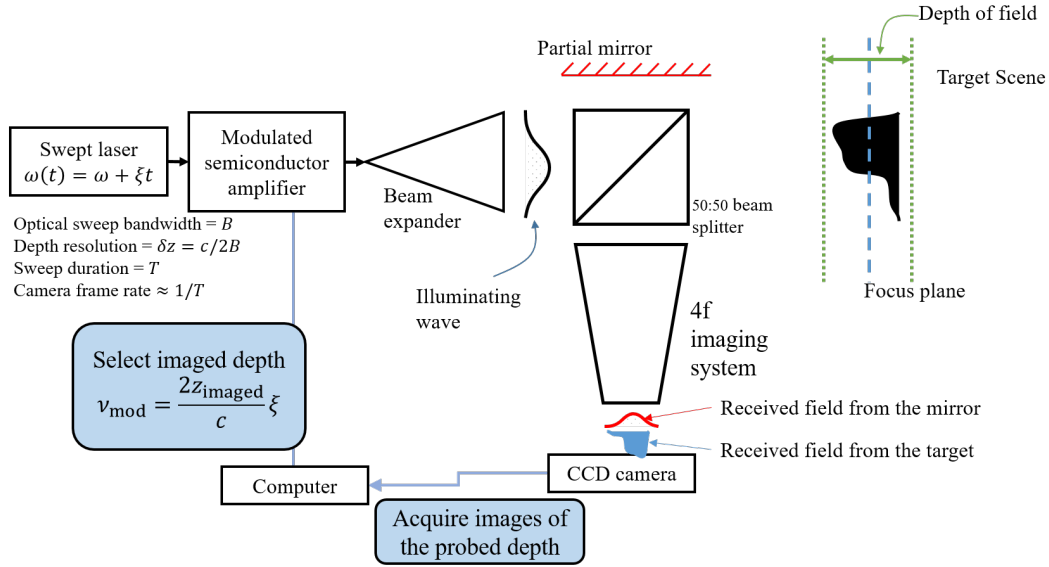 Depth of field
Partial mirror
Target Scene
Swept laser
ω(t) = ω + ξt
Modulated
semiconductor
amplifier
Beam
expander
50:50 beam
splitter
Optical sweep bandwidth = B
Depth resolution = δz = c/2B
Sweep duration = T
Camera frame rate ≈ 1/T
Illuminating
wave
Focus plane
4f
imaging
system
Select imaged depth
ν_mod = 2z_imaged/c ξ
Received field from the mirror
Received field from the target
CCD camera
Computer
Acquire images of
the probed depth